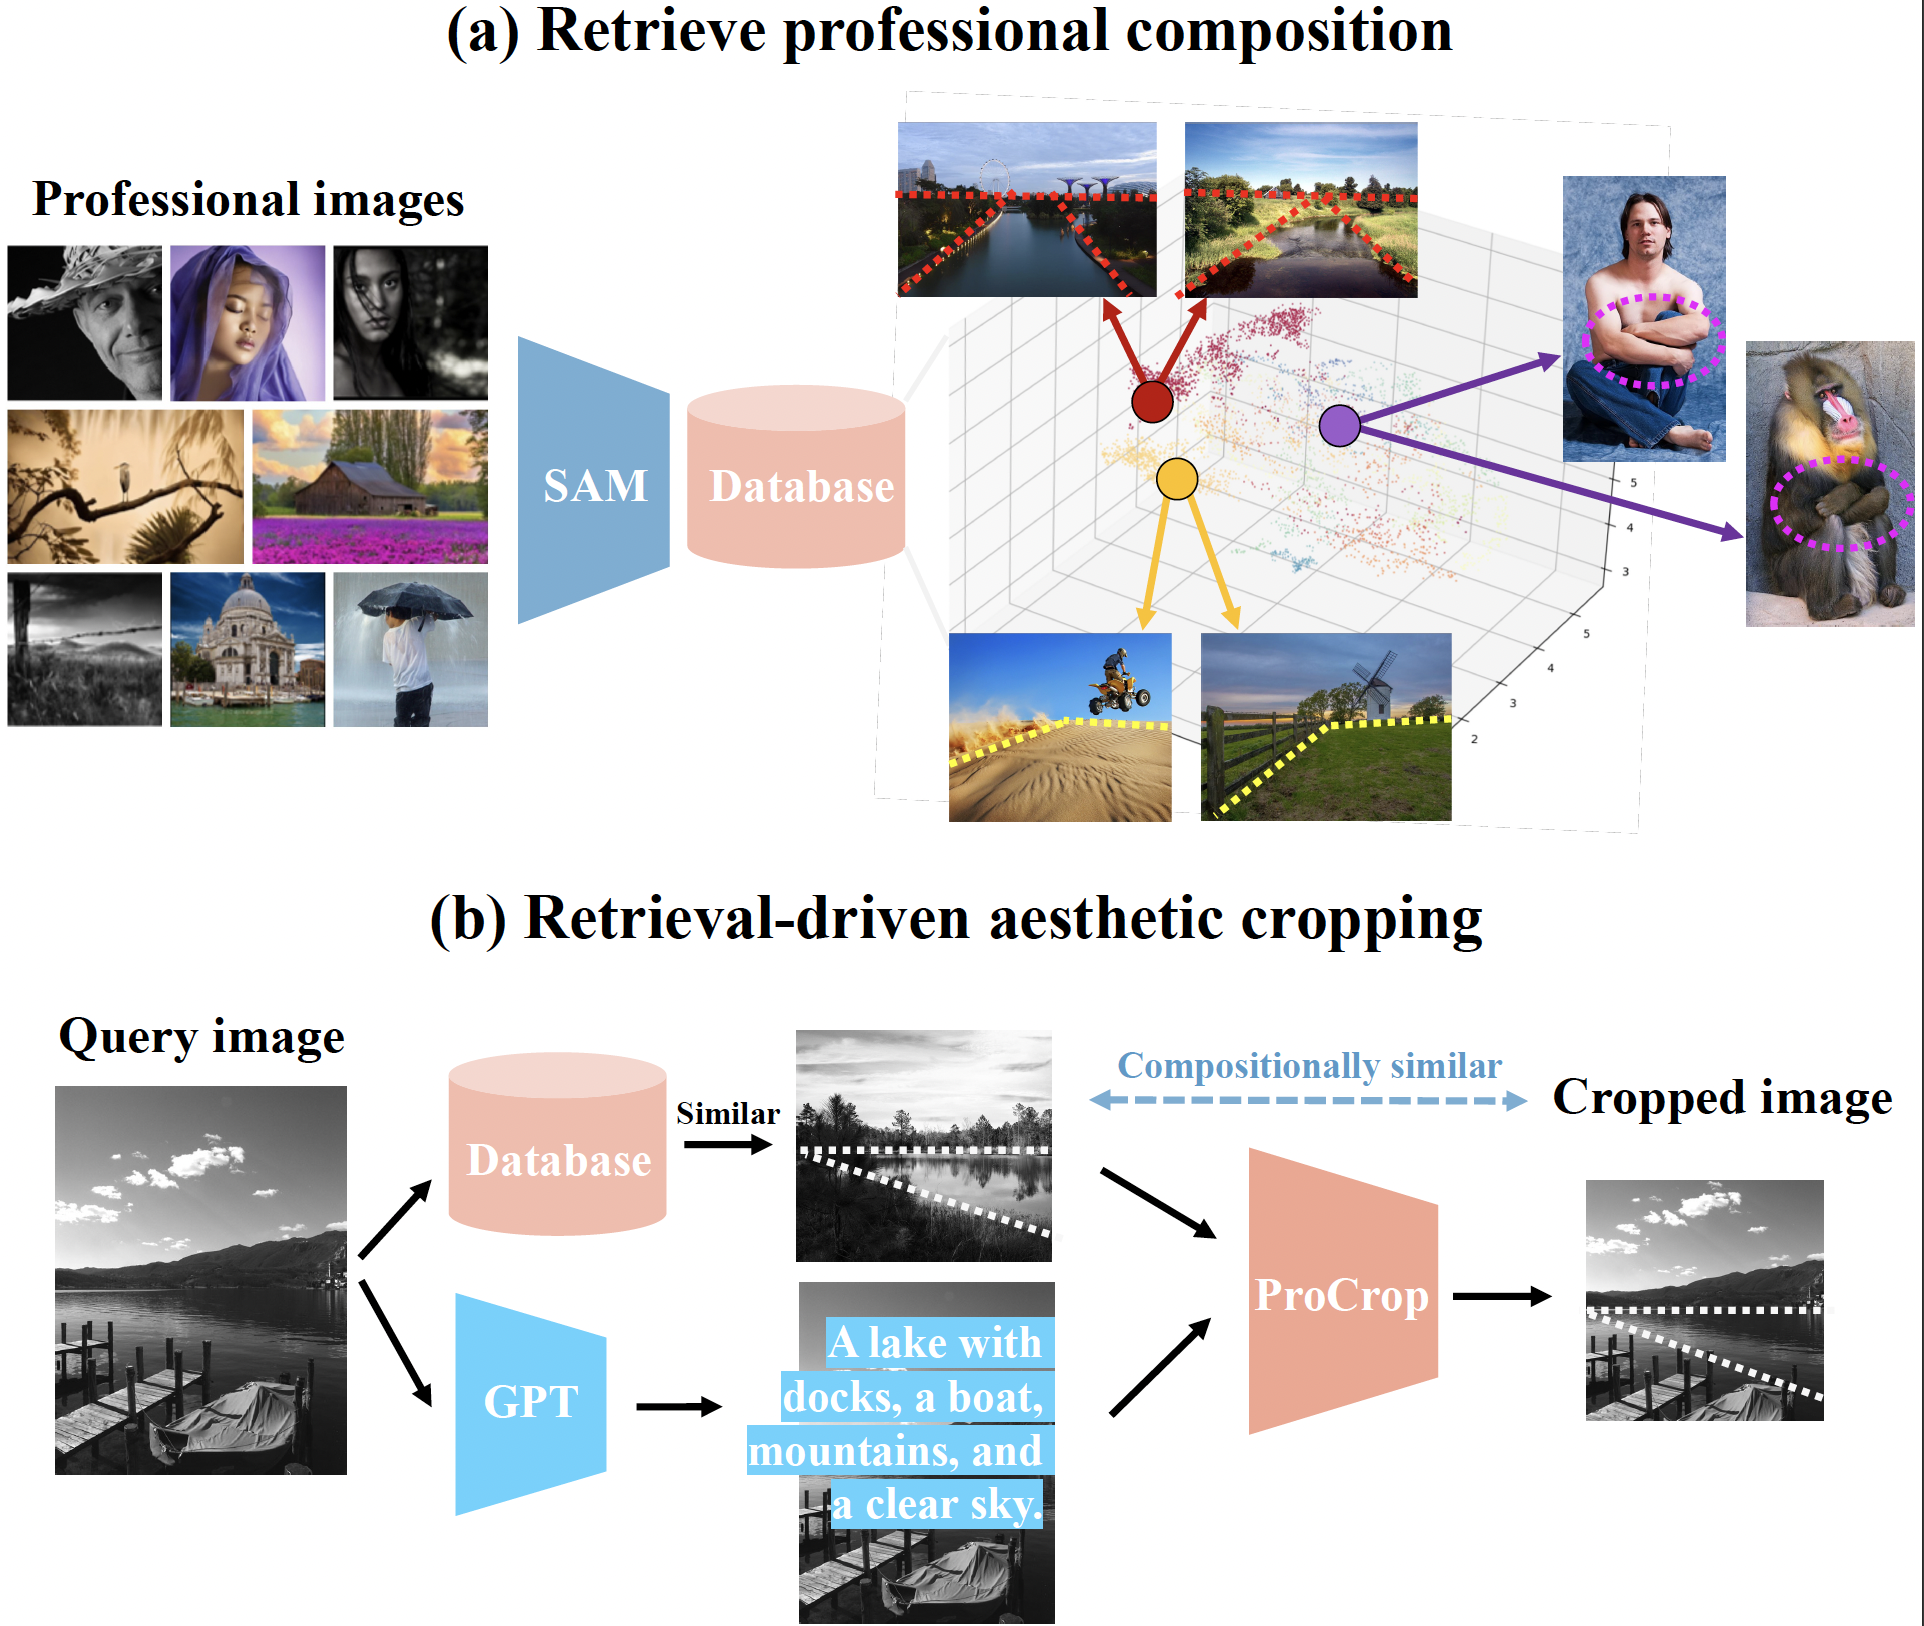 (a) Retrieve professional composition
Professional images
SAM
Database
5
4
3
5
4
3
2
(b) Retrieval-driven aesthetic cropping
Query image
Database
Similar
Compositionally similar
Cropped image
GPT
A lake with
docks, a boat,
mountains, and
a clear sky.
ProCrop